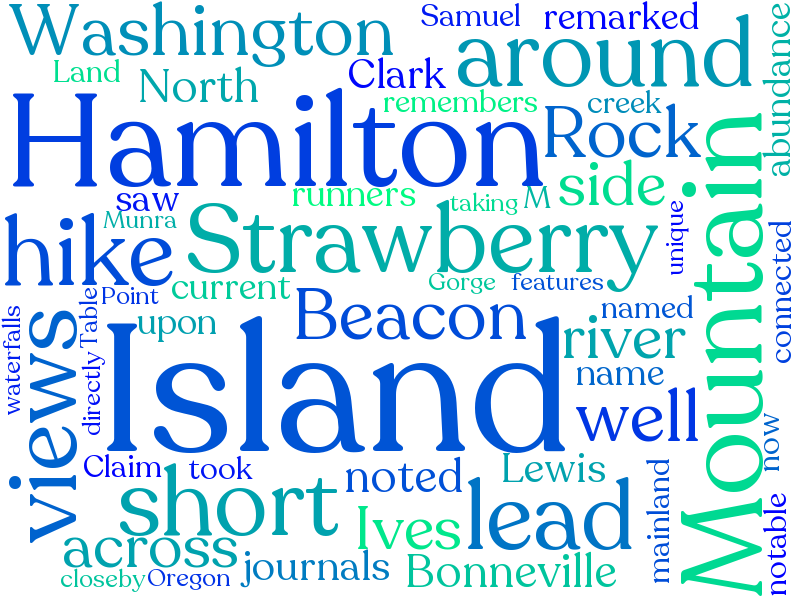 Samuel
remarked
Washington
around
abundance
Land
North
Clark
remembers
creek
Hamilton
Rock
Mountain
saw
runners
taking
M
side
Munra
Strawberry
unique
hike
Point
current
Gorge
features
connected
waterfalls
views
directly
Table
upon
Beacon
named
river
name
Island
well
Claim
took
noted
Lewis
mainland
now
short
Ives
lead
notable
across
closeby
Oregon
journals
Bonneville